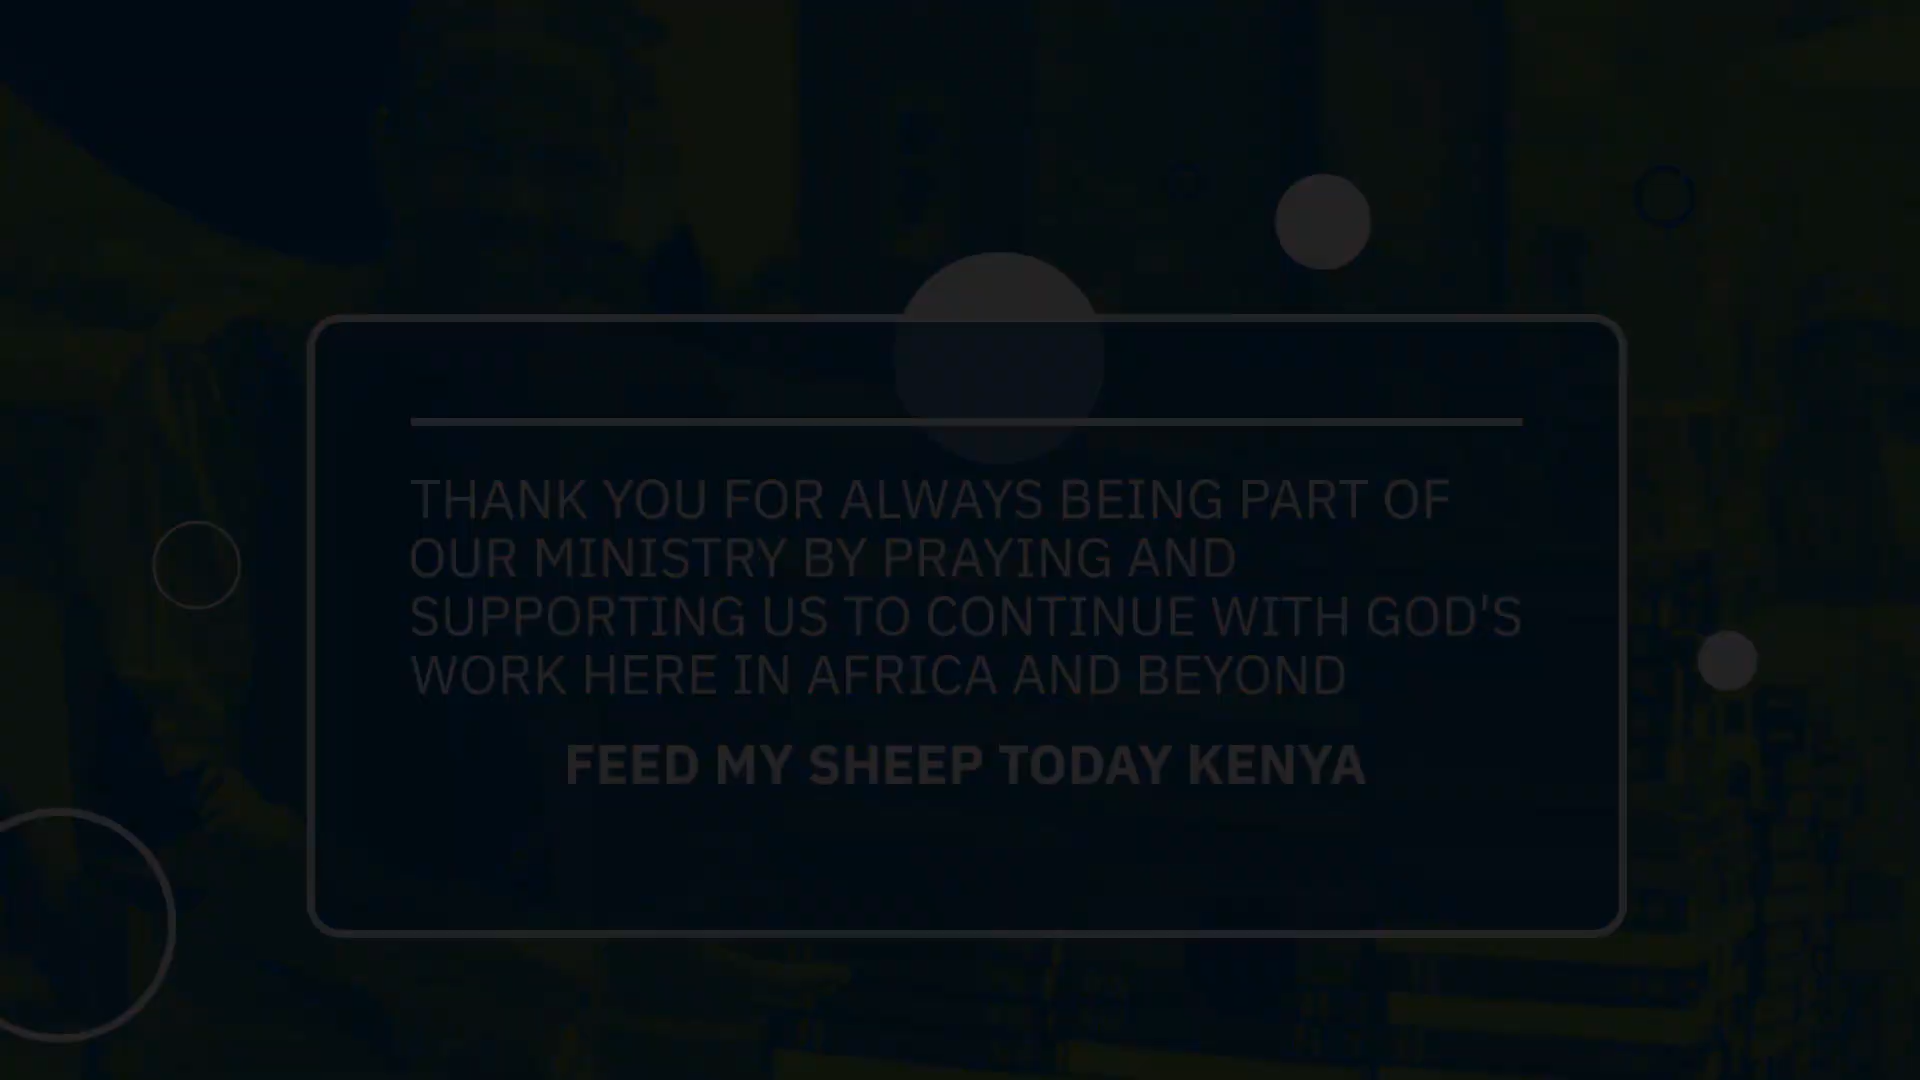 THANK YOU FOR ALWAYS BEING PART OF
OUR MINISTRY BY PRAYING AND
SUPPORTING US TO CONTINUE WITH GOD'S
WORK HERE IN AFRICA AND BEYOND
FEED MY SHEEP TODAY KENYA